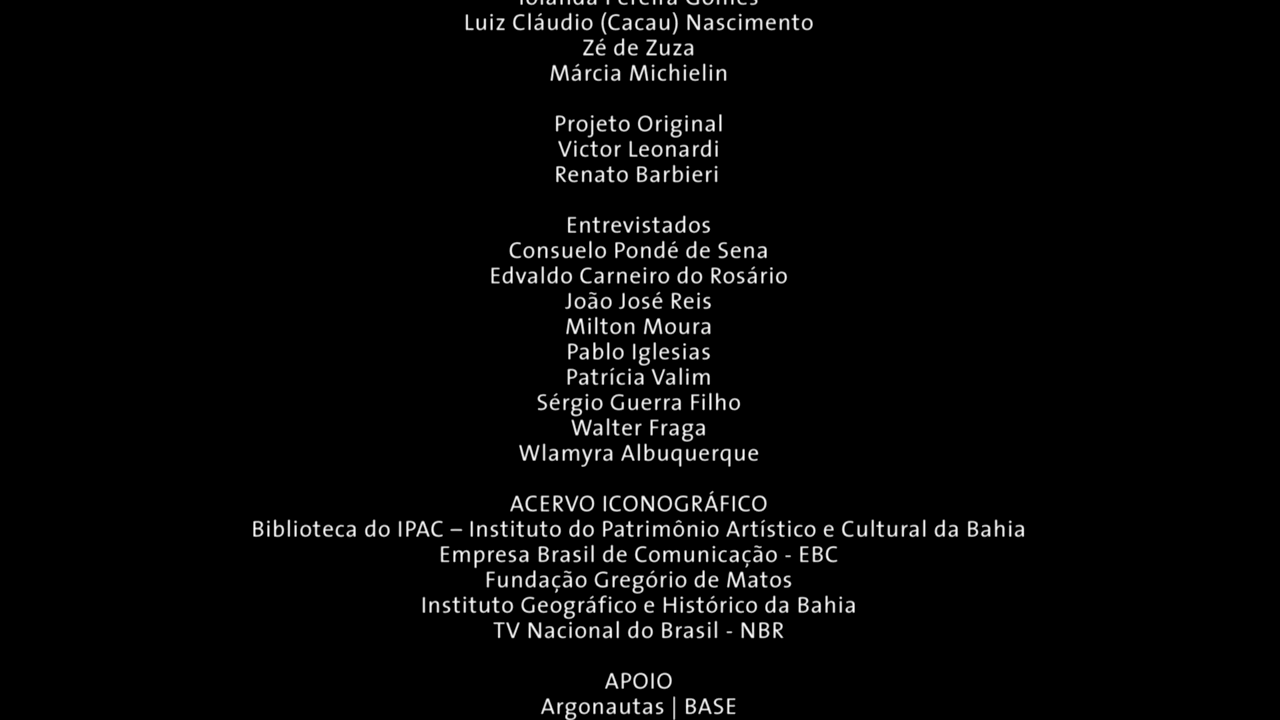 Iolanda Pereira Gomes
Luiz Cláudio (Cacau) Nascimento
Zé de Zuza
Márcia Michielin
Projeto Original
Victor Leonardi
Renato Barbieri
Entrevistados
Consuelo Pondé de Sena
Edvaldo Carneiro do Rosário
João José Reis
Milton Moura
Pablo Iglesias
Patrícia Valim
Sérgio Guerra Filho
Walter Fraga
Wlamyra Albuquerque
ACERVO ICONOGRÁFICO
Biblioteca do IPAC – Instituto do Patrimônio Artístico e Cultural da Bahia
Empresa Brasil de Comunicação - EBC
Fundação Gregório de Matos
Instituto Geográfico e Histórico da Bahia
TV Nacional do Brasil - NBR
APOIO
Argonautas | BASE